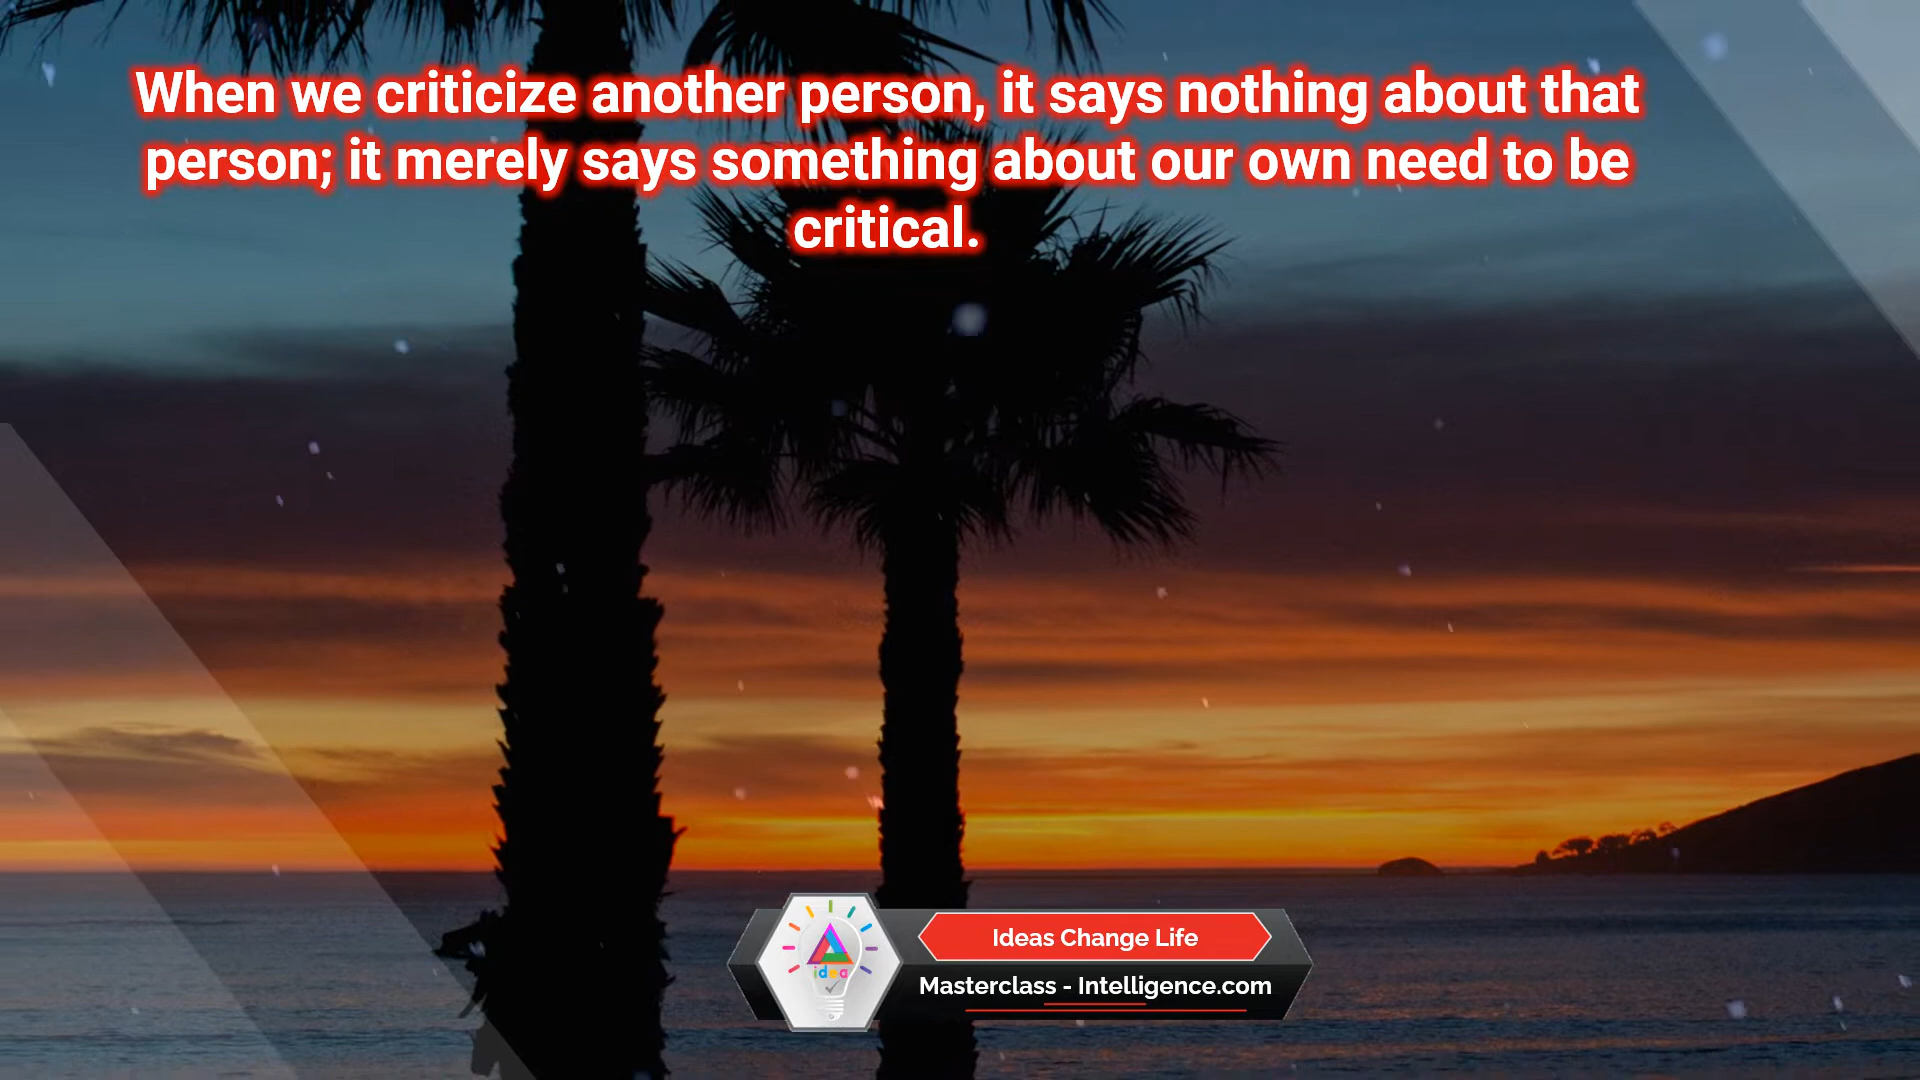 When we criticize another person, it says nothing about that
person; it merely says something about our own need to be
critical.
idea
Ideas Change Life
Masterclass - Intelligence.com